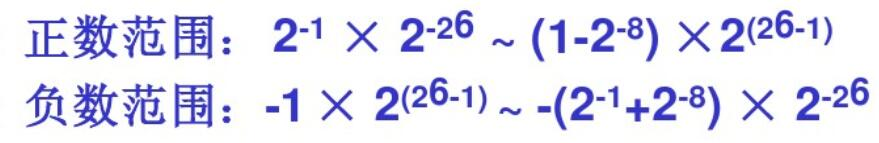 正数范围： 2⁻¹ × 2^-2⁶ ~ (1-2⁻⁸) ×2^(2⁶-1)
负数范围：-1 × 2^(2⁶-1) ~ -(2⁻¹+2⁻⁸) × 2^-2⁶